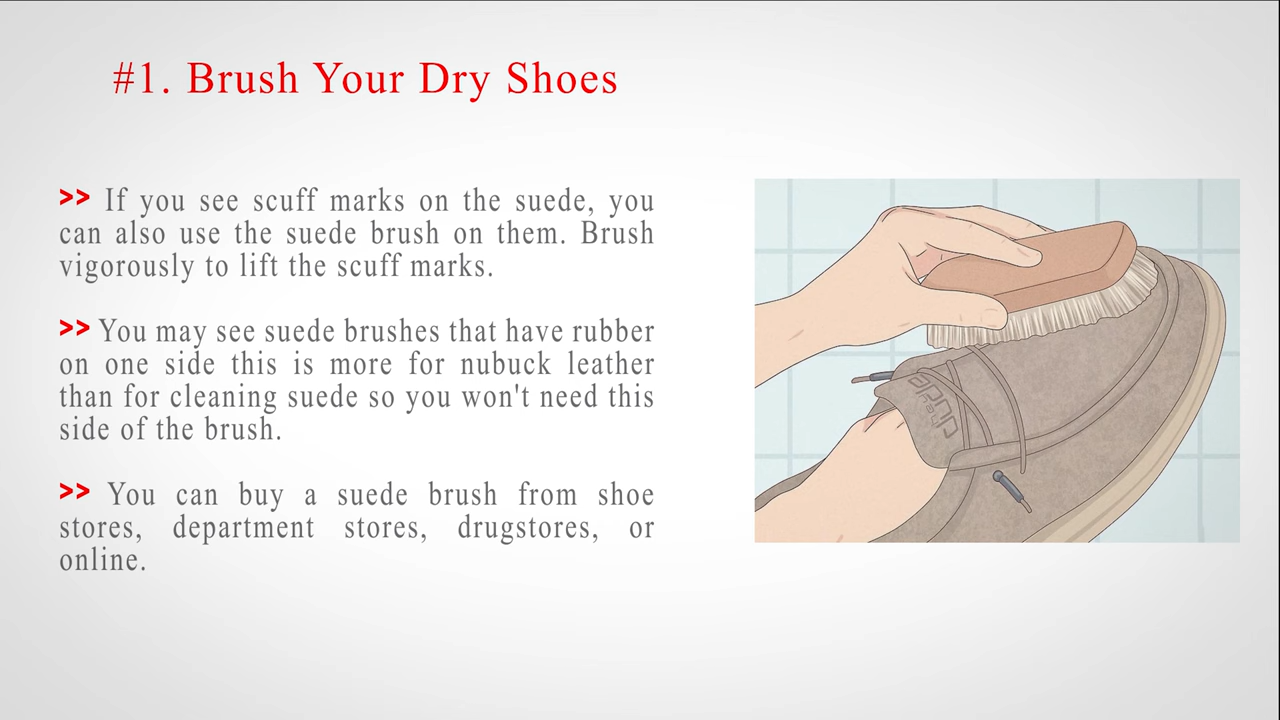 #1. Brush Your Dry Shoes
>> If you see scuff marks on the suede, you
can also use the suede brush on them. Brush
vigorously to lift the scuff marks.
>> You may see suede brushes that have rubber
on one side this is more for nubuck leather
than for cleaning suede so you won't need this
side of the brush.
>> You can buy a suede brush from shoe
stores, department stores, drugstores, or
online.